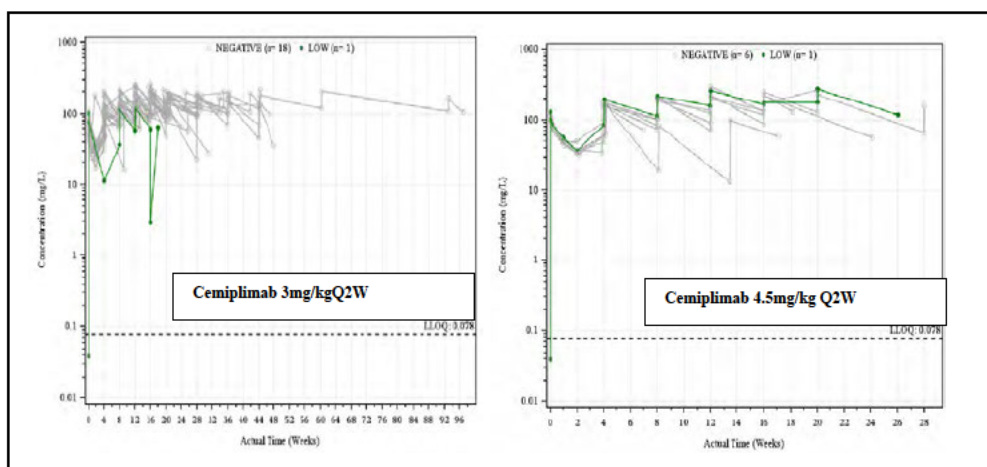 NEGATIVE (n= 18) LOW (n= 1)
1000
100
10
1
0.1
0.01
Concentration (mg/L)
Cemiplimab 3mg/kgQ2W
LLOQ: 0.078
0 4 8 12 16 20 24 28 32 36 40 44 48 52 56 60 64 68 72 76 80 84 88 92 96
Actual Time (Weeks)
NEGATIVE (n= 6) LOW (n= 1)
1000
100
10
1
0.1
0.01
Concentration (mg/L)
Cemiplimab 4.5mg/kg Q2W
LLOQ: 0.078
0 2 4 6 8 10 12 14 16 18 20 22 24 26 28
Actual Time (Weeks)